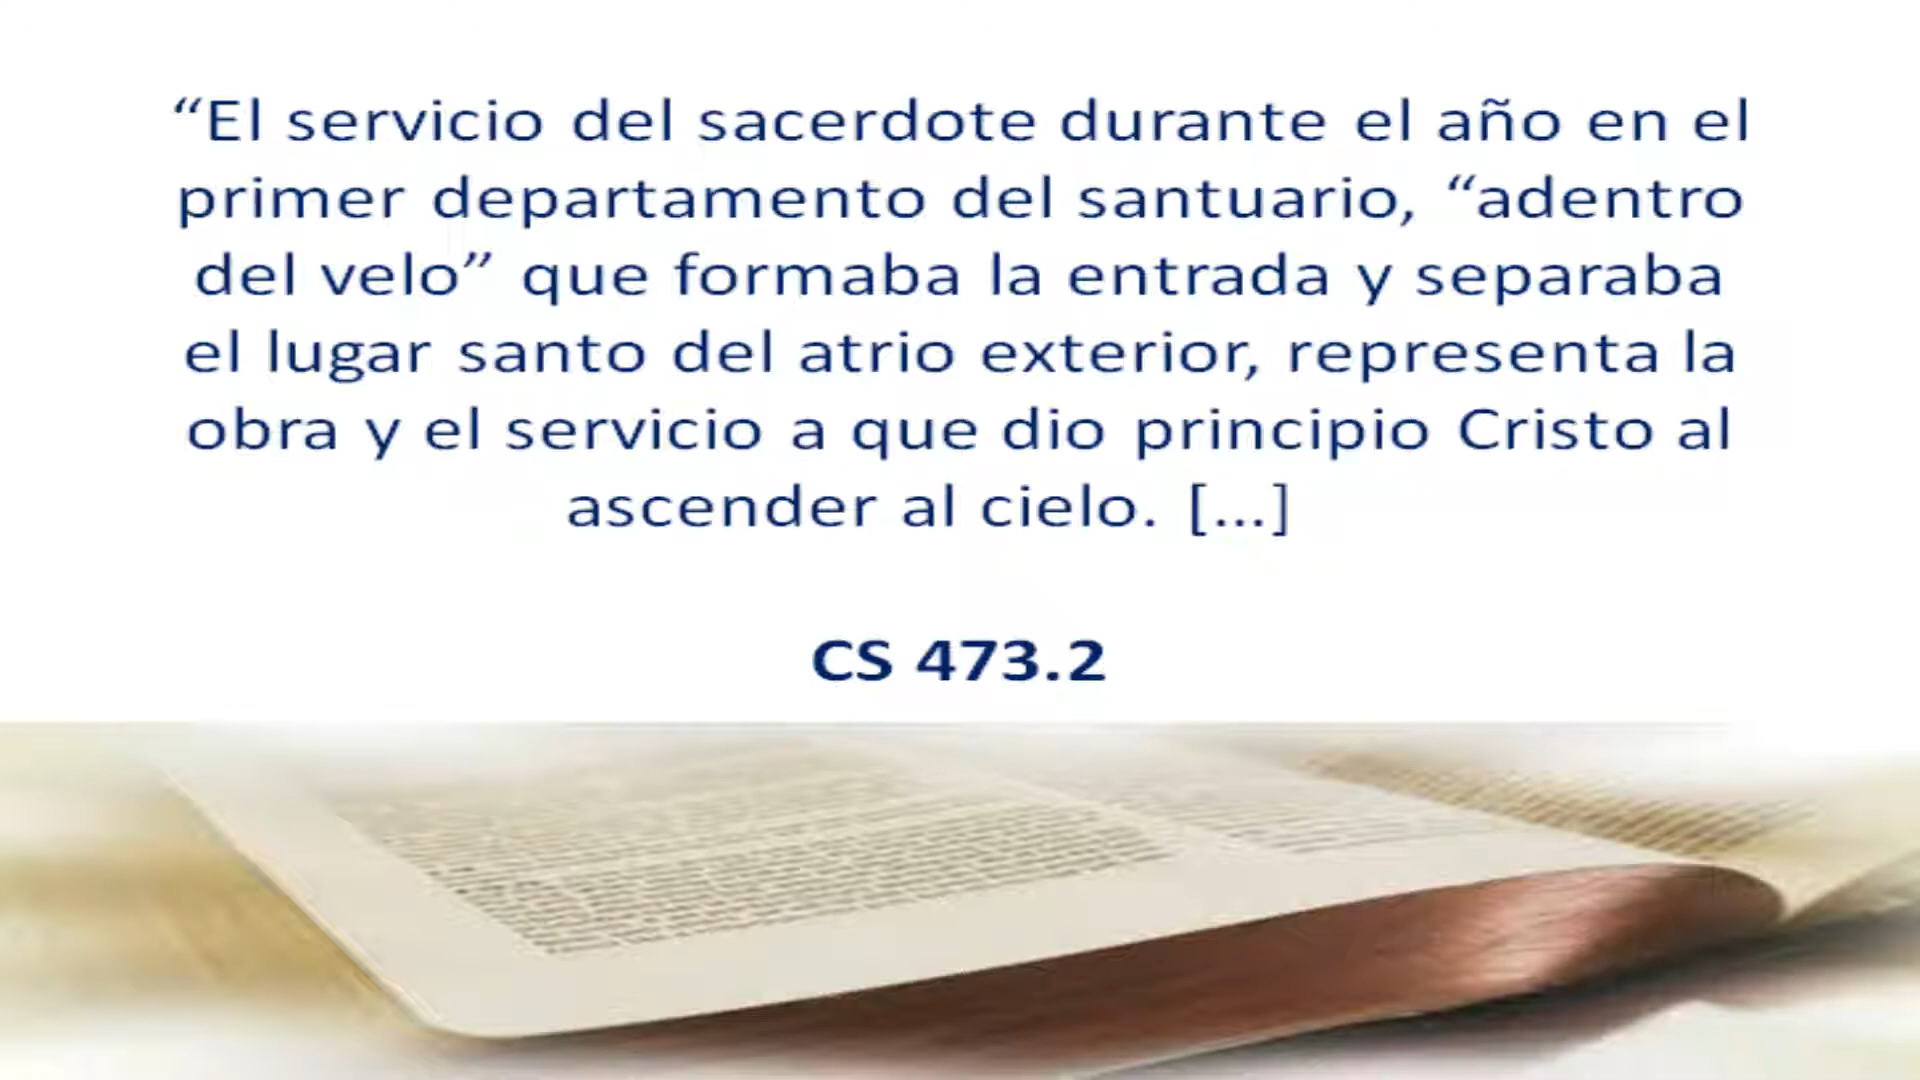 “El servicio del sacerdote durante el año en el
primer departamento del santuario, “adentro
del velo” que formaba la entrada y separaba
el lugar santo del atrio exterior, representa la
obra y el servicio a que dio principio Cristo al
ascender al cielo. [...]
CS 473.2